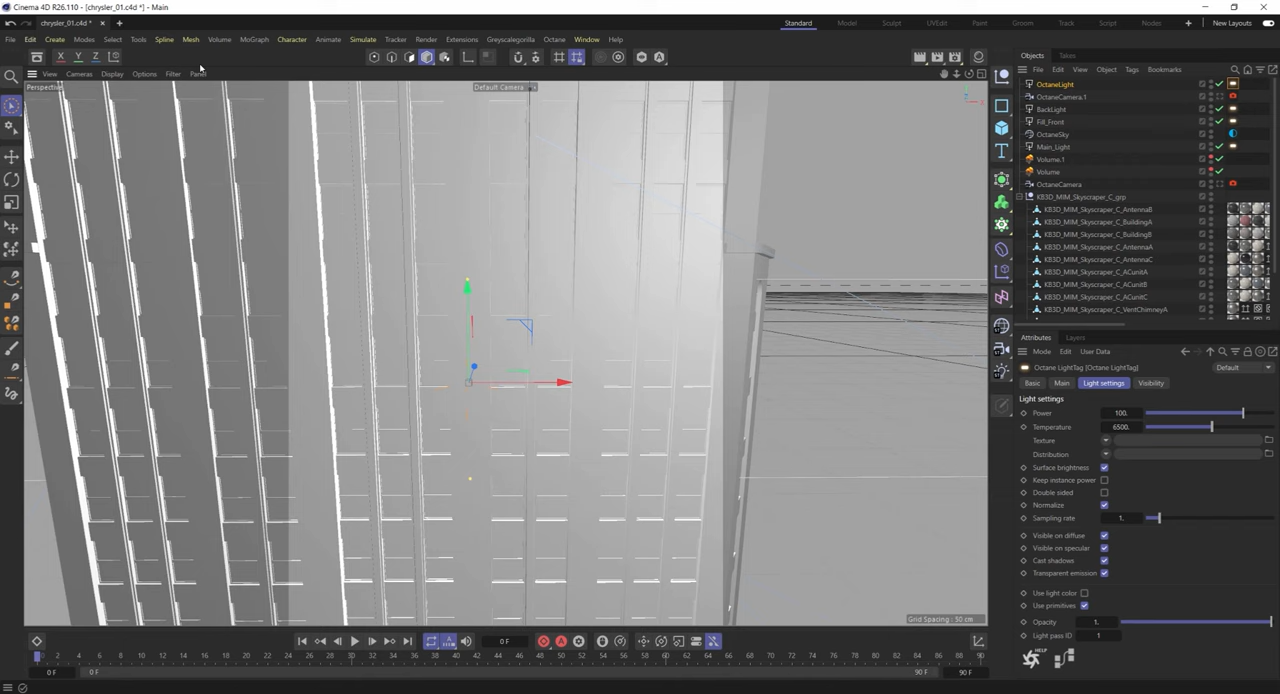 Cinema 4D R26.110 - [chrysler_01.c4d *] - Main
chrysler_01.c4d *
Standard
Model
Sculpt
UVEdit
Paint
Groom
Track
Script
Nodes
New Layouts
File
Edit
Create
Modes
Select
Tools
Spline
Mesh
Volume
MoGraph
Character
Animate
Simulate
Tracker
Render
Extensions
Greyscalegorilla
Octane
Window
Help
X
Y
Z
View
Cameras
Display
Options
Filter
Panel
Perspective
Default Camera
Grid Spacing : 50 cm
Objects
Takes
File
Edit
View
Object
Tags
Bookmarks
OctaneLight
OctaneCamera.1
BackLight
Fill_Front
OctaneSky
Main_Light
Volume.1
Volume
OctaneCamera
KB3D_MIM_Skyscraper_C_grp
KB3D_MIM_Skyscraper_C_AntennaB
KB3D_MIM_Skyscraper_C_BuildingA
KB3D_MIM_Skyscraper_C_BuildingB
KB3D_MIM_Skyscraper_C_AntennaA
KB3D_MIM_Skyscraper_C_AntennaC
KB3D_MIM_Skyscraper_C_ACunitA
KB3D_MIM_Skyscraper_C_ACunitB
KB3D_MIM_Skyscraper_C_ACunitC
KB3D_MIM_Skyscraper_C_VentChimneyA
Attributes
Layers
Mode
Edit
User Data
Octane LightTag [Octane LightTag]
Default
Basic
Main
Light settings
Visibility
Light settings
Power 100.
Temperature 6500.
Texture
Distribution
Surface brightness
Keep instance power
Double sided
Normalize
Sampling rate 1.
Visible on diffuse
Visible on specular
Cast shadows
Transparent emission
Use light color
Use primitives
Opacity 1.
Light pass ID 1
HELP
0 F
0 2 4 6 8 10 12 14 16 18 20 22 24 26 28 30 32 34 36 38 40 42 44 46 48 50 52 54 56 58 60 62 64 66 68 70 72 74 76 78 80 82 84 86 88 90
0 F
0 F
90 F
90 F